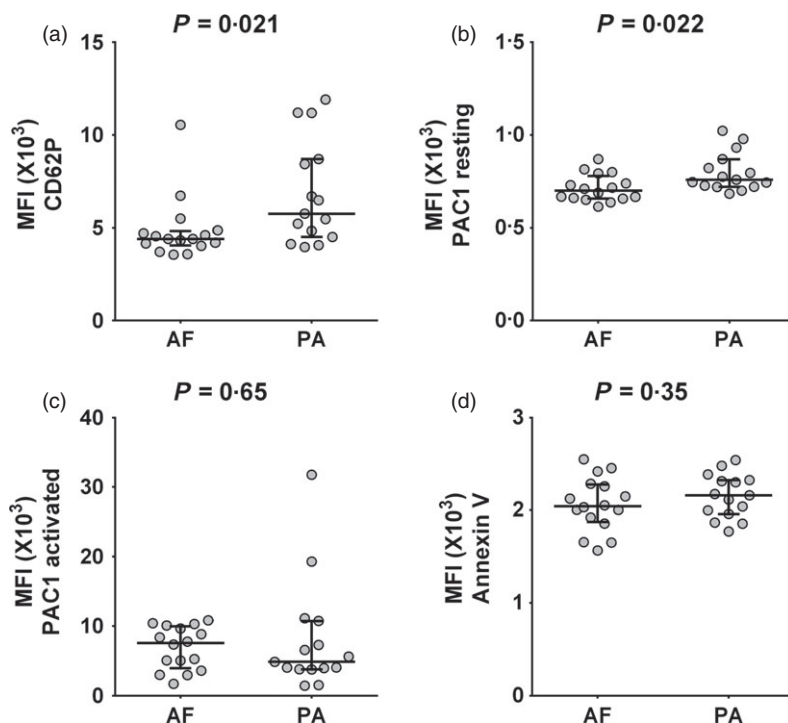 (a)
P = 0·021
MFI (X10³)
CD62P
15
10
5
0
AF
PA
(b)
P = 0·022
MFI (X10³)
PAC1 resting
1·5
1·0
0·5
0·0
AF
PA
(c)
P = 0·65
MFI (X10³)
PAC1 activated
40
30
20
10
0
AF
PA
(d)
P = 0·35
MFI (X10³)
Annexin V
3
2
1
0
AF
PA